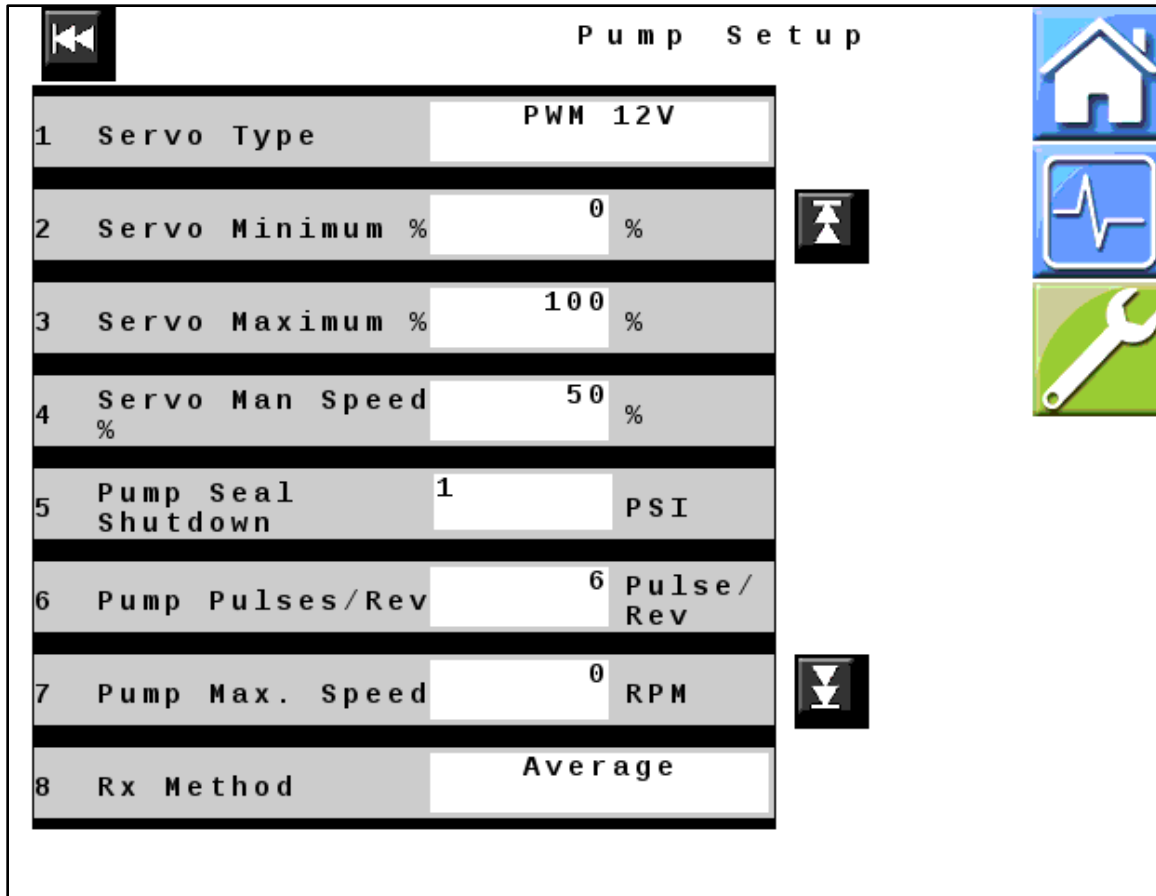 Pump Setup
1 Servo Type PWM 12V
2 Servo Minimum % 0 %
3 Servo Maximum % 100 %
4 Servo Man Speed % 50 %
5 Pump Seal Shutdown 1 PSI
6 Pump Pulses/Rev 6 Pulse/Rev
7 Pump Max. Speed 0 RPM
8 Rx Method Average